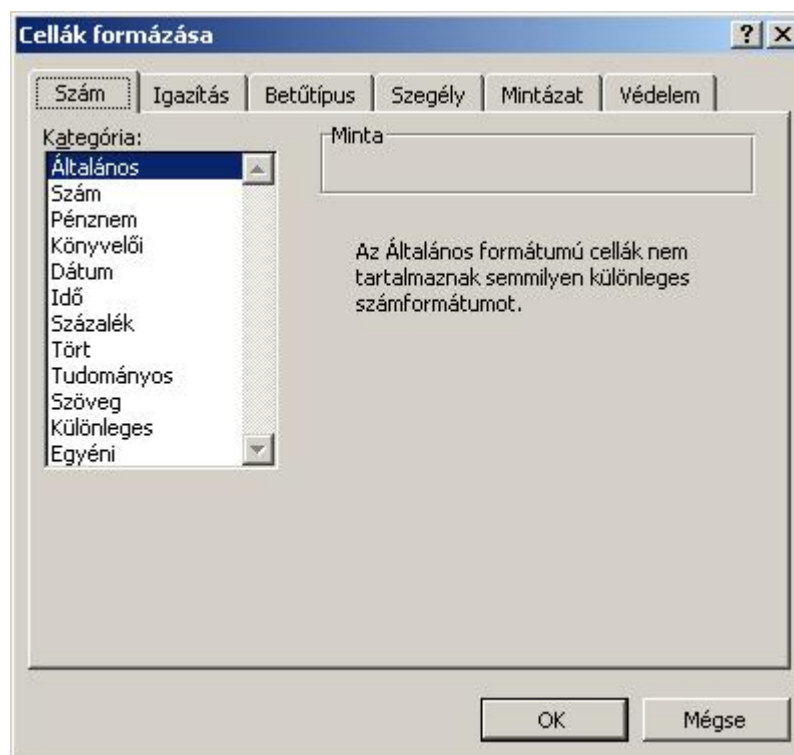 Cellák formázása
Szám Igazítás Betűtípus Szegély Mintázat Védelem
Kategória:
Általános
Szám
Pénznem
Könyvelői
Dátum
Idő
Százalék
Tört
Tudományos
Szöveg
Különleges
Egyéni
Minta
Az Általános formátumú cellák nem
tartalmaznak semmilyen különleges
számformátumot.
OK Mégse